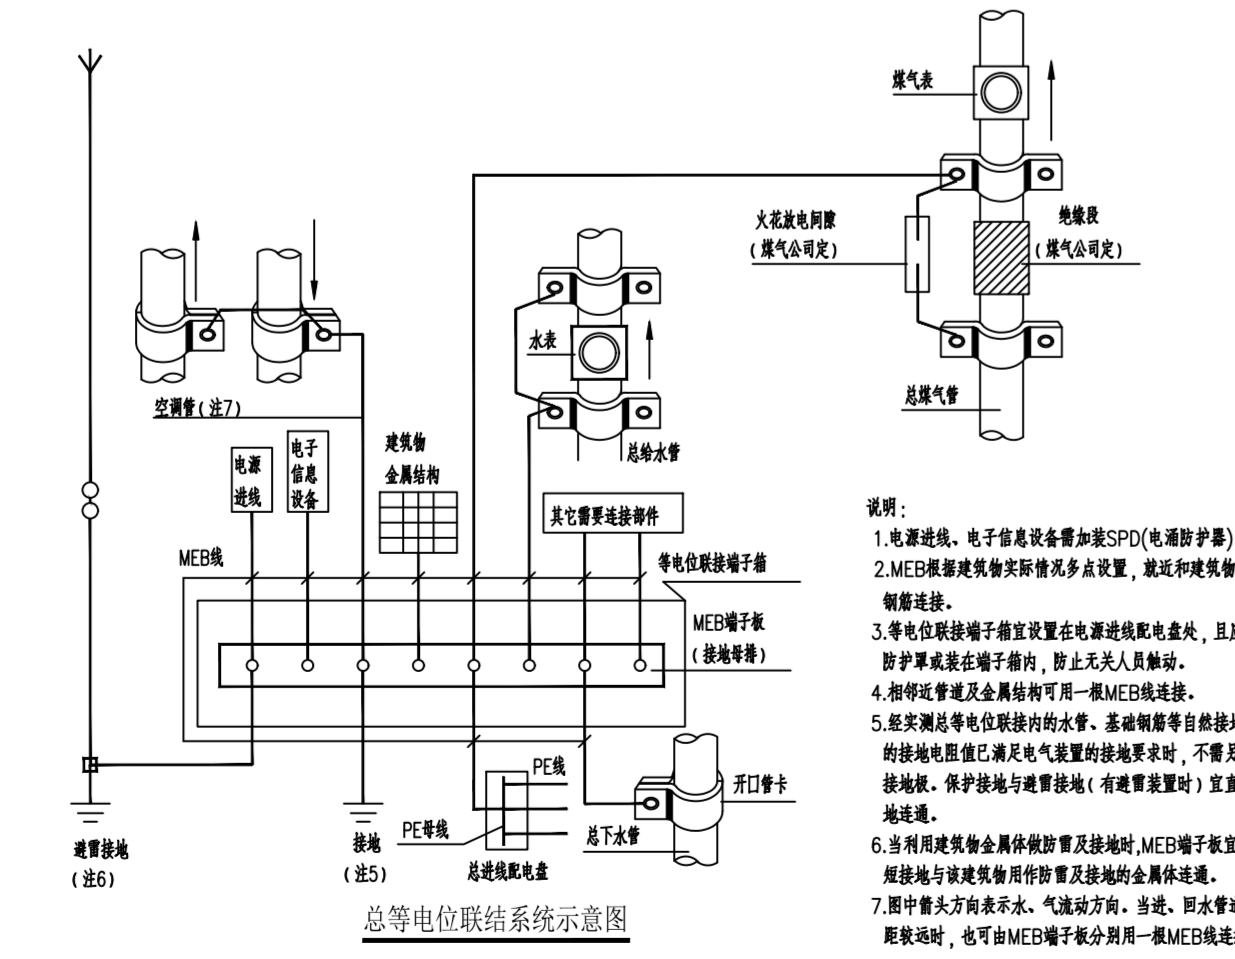 煤气表
火花放电间隙
(煤气公司定)
绝缘段
(煤气公司定)
水表
总煤气管
空调管(注7)
电源
进线
电子
信息
设备
建筑物
金属结构
总给水管
其它需要连接部件
MEB线
等电位联接端子箱
MEB端子板
(接地母排)
PE线
开口管卡
PE母线
总下水管
避雷接地
(注6)
接地
(注5)
总进线配电盘
总等电位联结系统示意图
说明:
1.电源进线、电子信息设备需加装SPD(电涌防护器)
2.MEB根据建筑物实际情况多点设置,就近和建筑物
钢筋连接。
3.等电位联接端子箱宜设置在电源进线配电盘处,且应
防护罩或装在端子箱内,防止无关人员触动。
4.相邻近管道及金属结构可用一根MEB线连接。
5.经实测总等电位联接内的水管、基础钢筋等自然接地
的接地电阻值已满足电气装置的接地要求时,不需另
接地极。保护接地与避雷接地(有避雷装置时)宜直
地连通。
6.当利用建筑物金属体做防雷及接地时,MEB端子板宜
短接地与该建筑物用作防雷及接地的金属体连通。
7.图中箭头方向表示水、气流动方向。当进、回水管道
距较远时,也可由MEB端子板分别用一根MEB线连